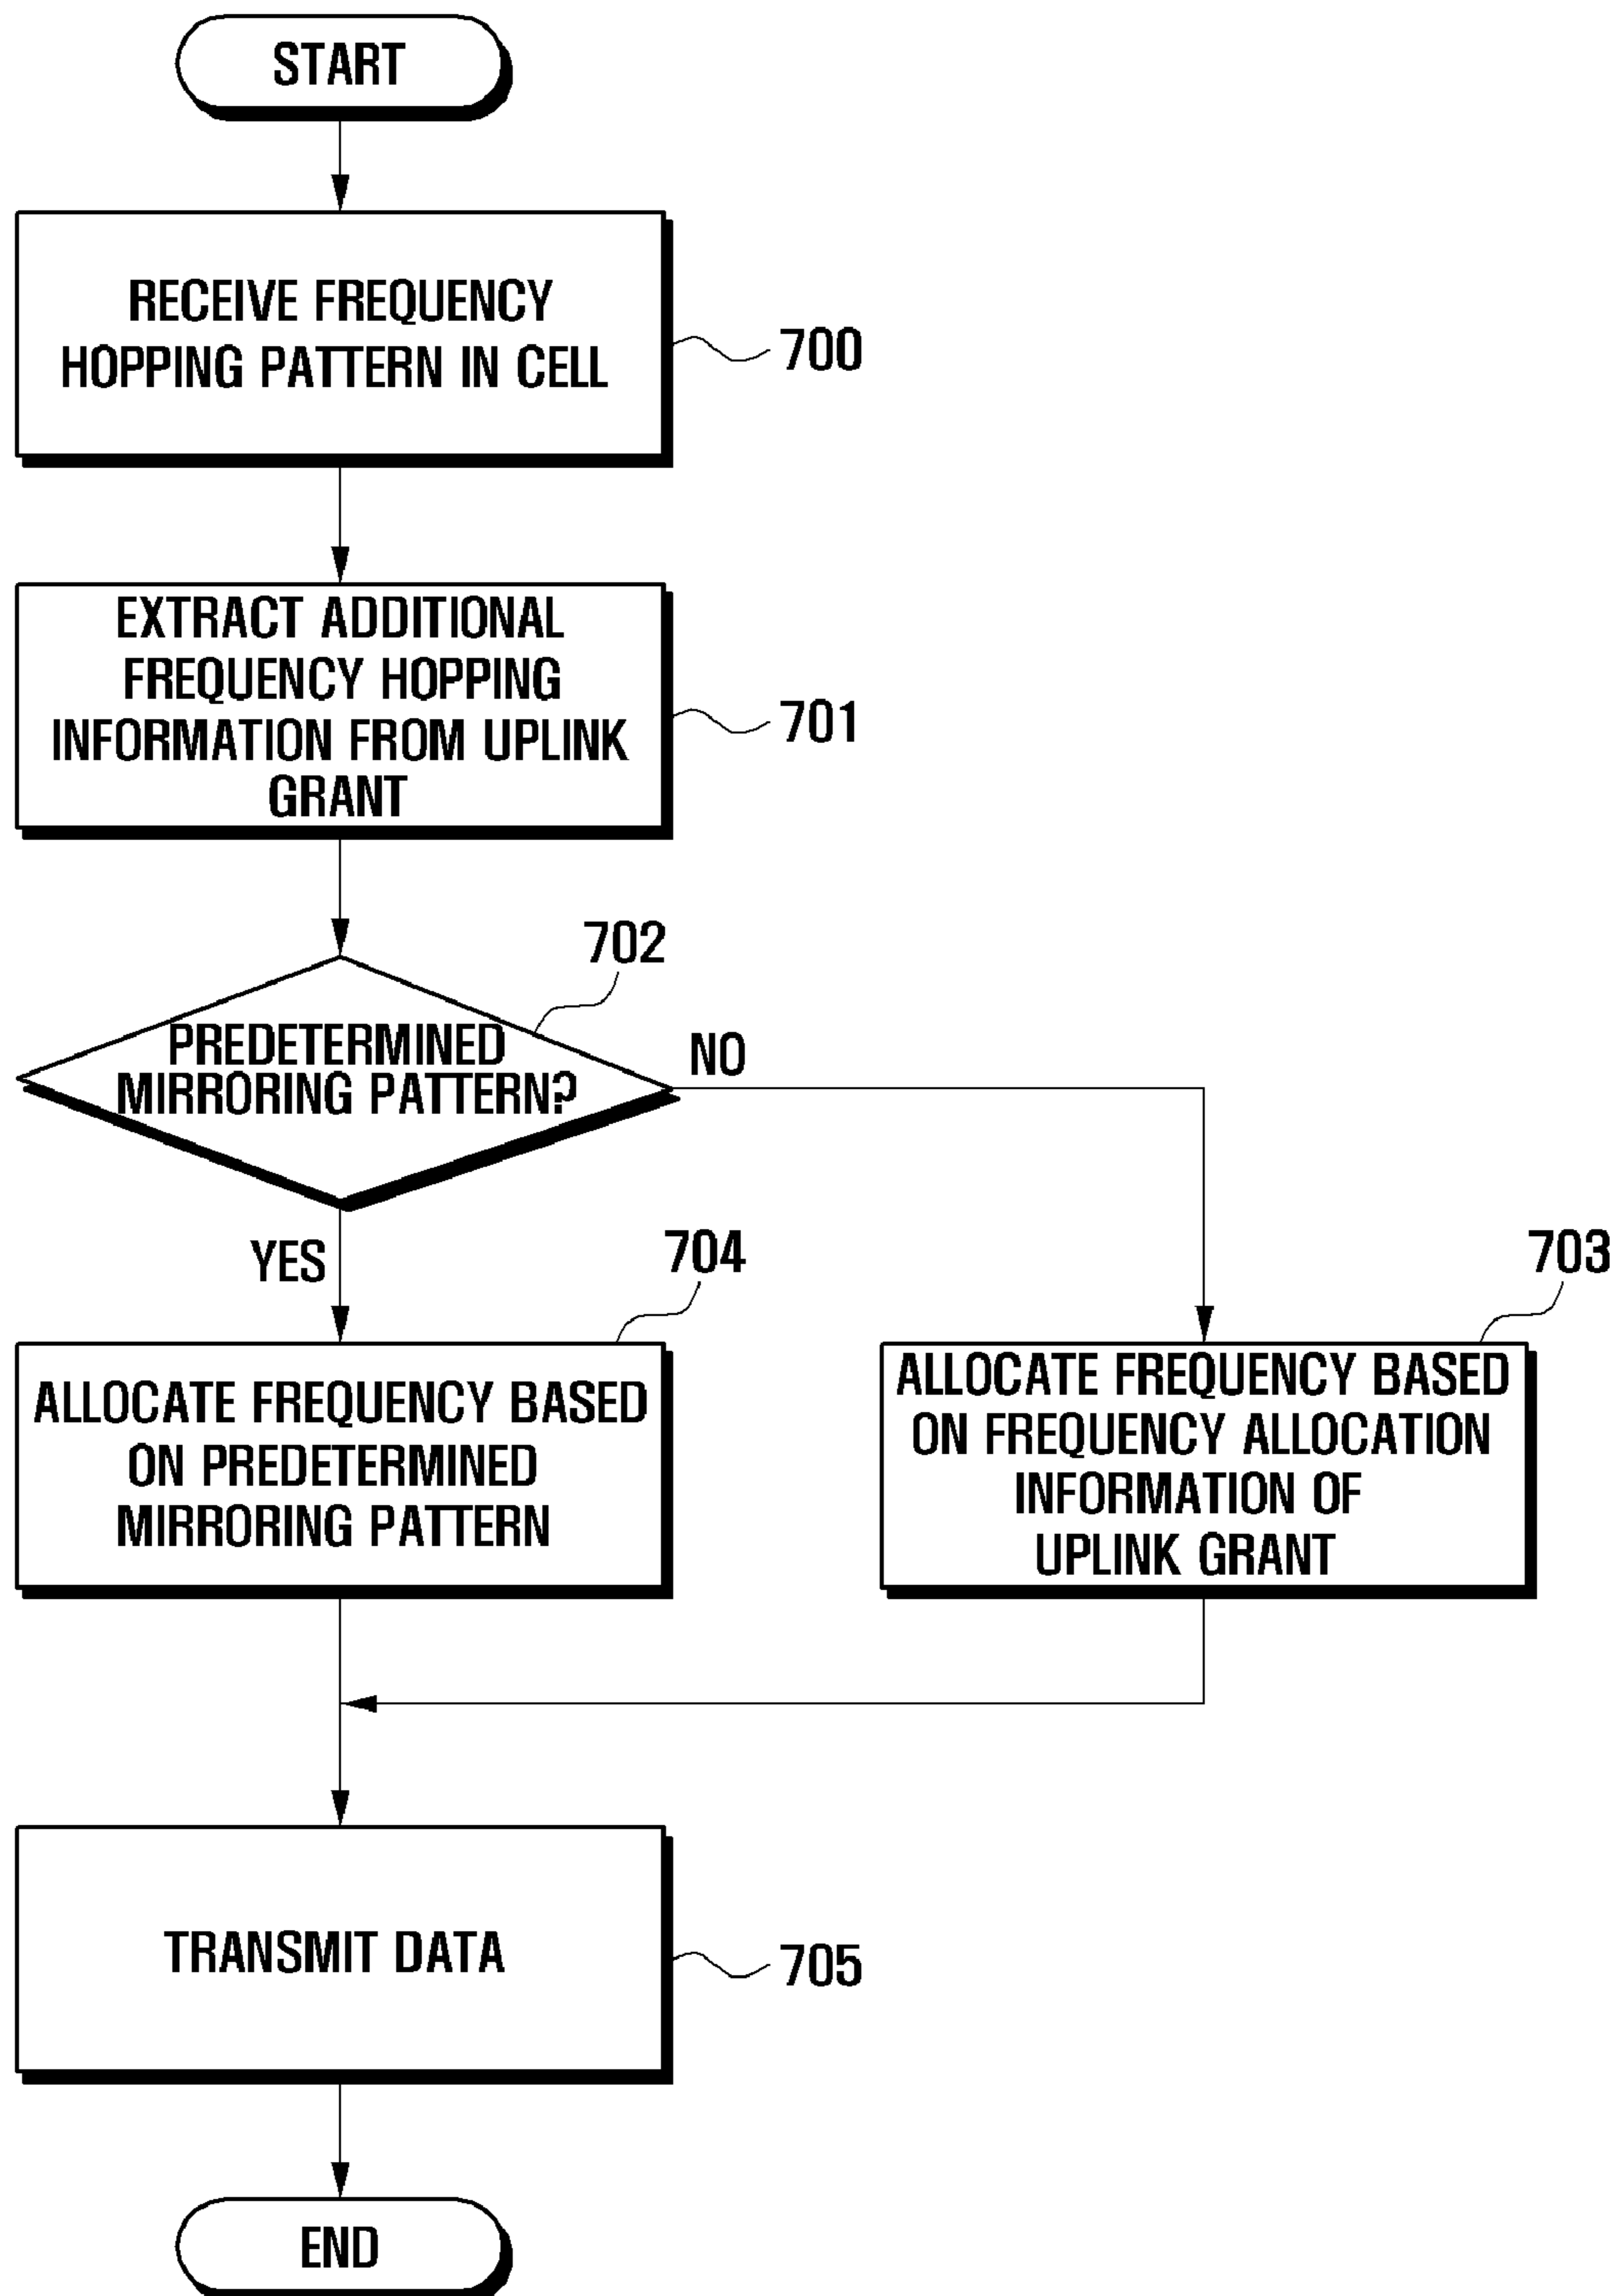 START
RECEIVE FREQUENCY
HOPPING PATTERN IN CELL
700
EXTRACT ADDITIONAL
FREQUENCY HOPPING
INFORMATION FROM UPLINK
GRANT
701
702
PREDETERMINED
MIRRORING PATTERN?
NO
YES
704
703
ALLOCATE FREQUENCY BASED
ON PREDETERMINED
MIRRORING PATTERN
ALLOCATE FREQUENCY BASED
ON FREQUENCY ALLOCATION
INFORMATION OF
UPLINK GRANT
TRANSMIT DATA
705
END